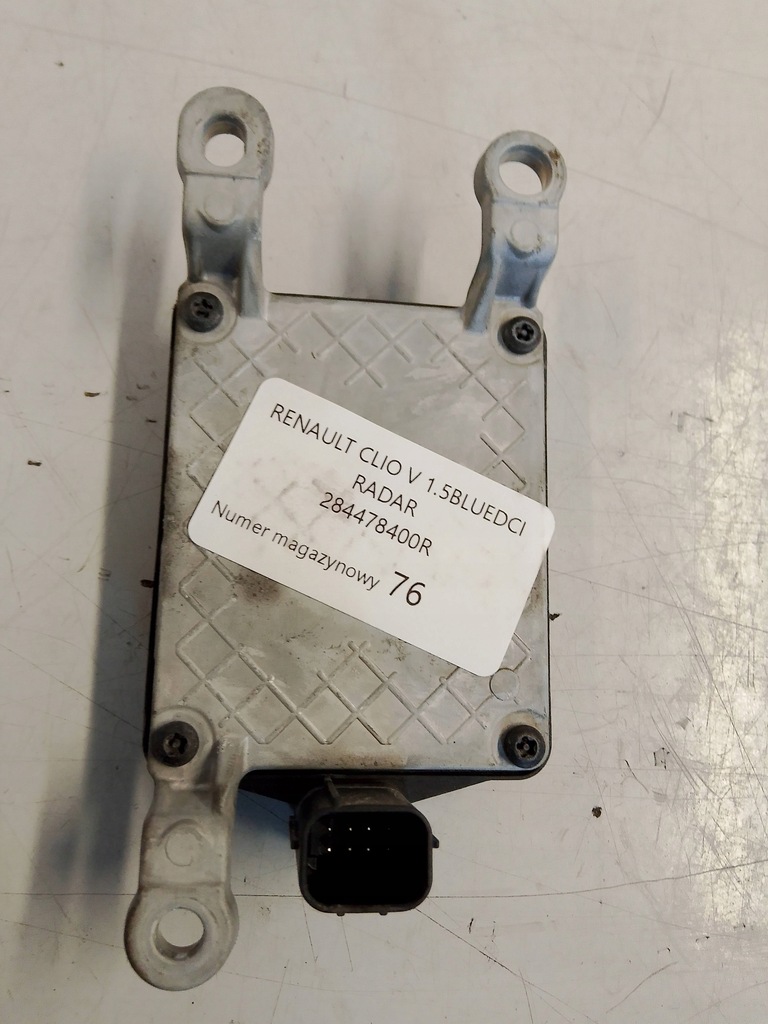 RENAULT CLIO V 1.5BLUEDCI
RADAR
284478400R
Numer magazynowy 76